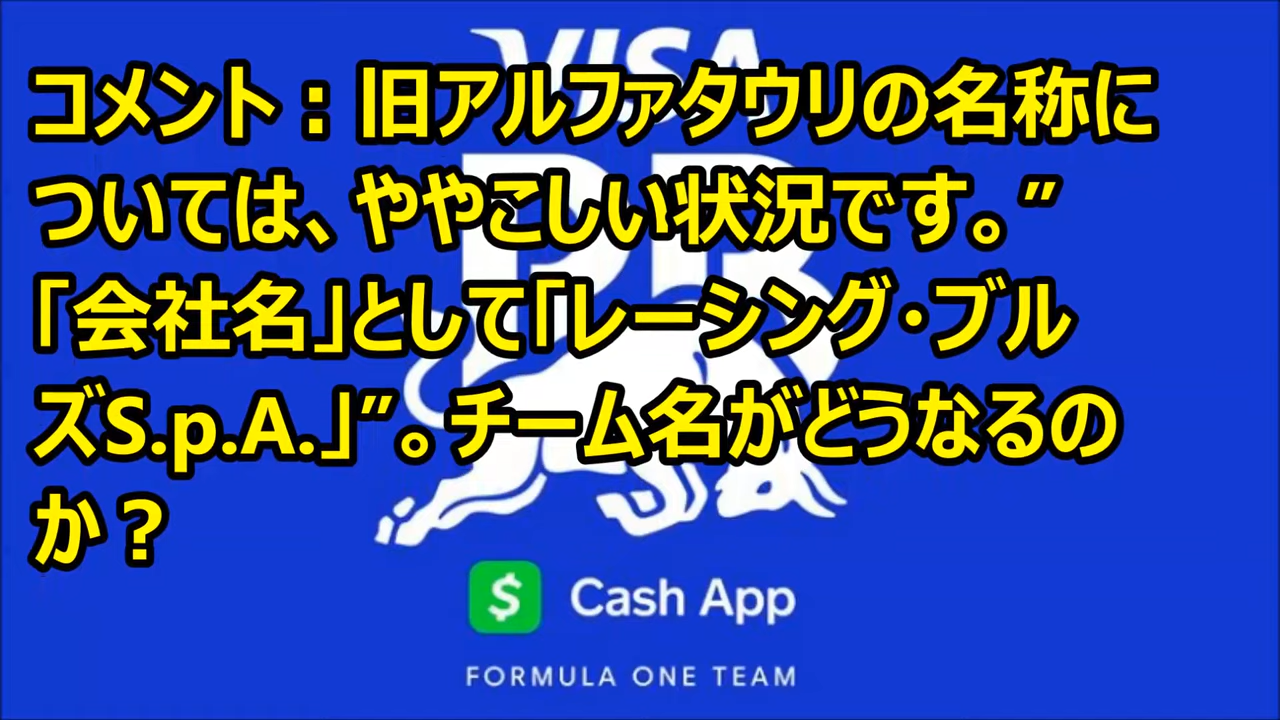 VISA
コメント：旧アルファタウリの名称に
ついては、ややこしい状況です。”
「会社名」として「レーシング・ブル
ズS.p.A.」”。チーム名がどうなるの
か？
RB
$ Cash App
FORMULA ONE TEAM